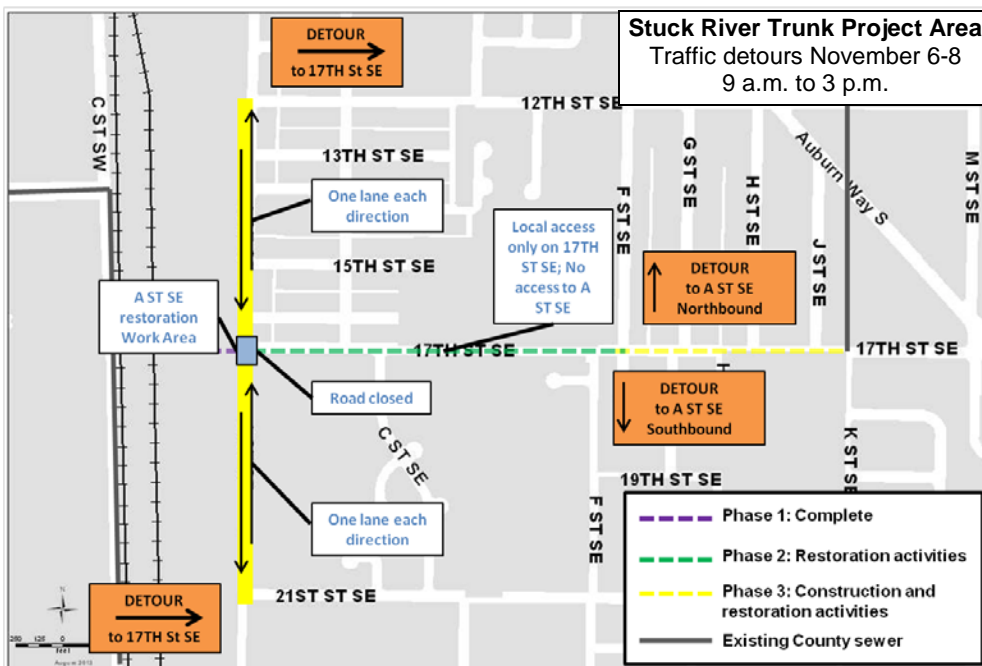 Stuck River Trunk Project Area
Traffic detours November 6-8
9 a.m. to 3 p.m.
DETOUR
to 17TH St SE
C ST SW
12TH ST SE
13TH ST SE
One lane each
direction
15TH ST SE
Local access
only on 17TH
ST SE; No
access to A
ST SE
F ST SE
G ST SE
H ST SE
J ST SE
Auburn Way S
M ST SE
A ST SE
restoration
Work Area
DETOUR
to A ST SE
Northbound
17TH ST SE
17TH ST SE
Road closed
DETOUR
to A ST SE
Southbound
C ST SE
K ST SE
19TH ST SE
F ST SE
One lane each
direction
21ST ST SE
DETOUR
to 17TH St SE
Phase 1: Complete
Phase 2: Restoration activities
Phase 3: Construction and
restoration activities
Existing County sewer
N
250 125 0
Feet